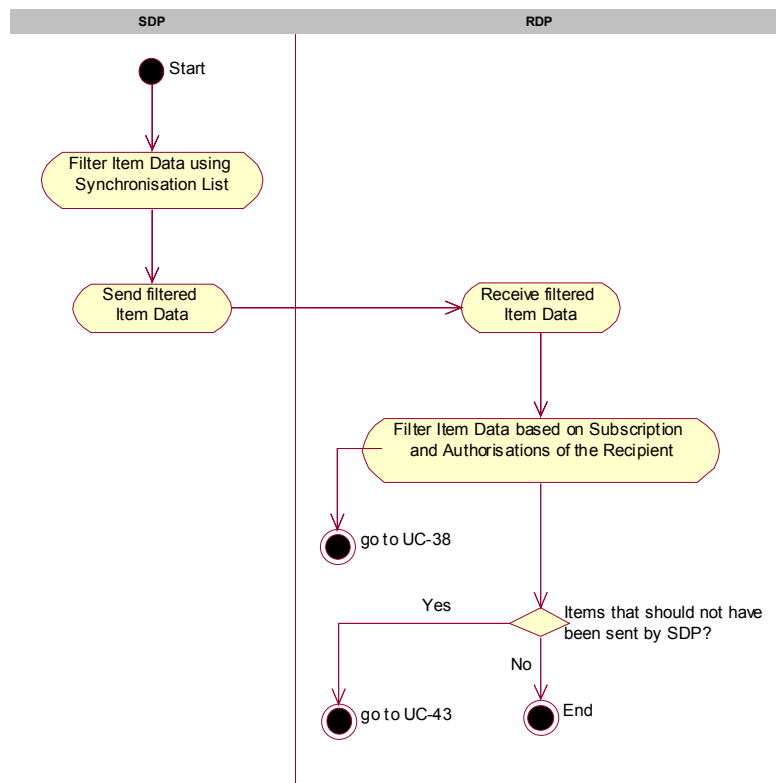 SDP
RDP
Start
Filter Item Data using
Synchronisation List
Send filtered
Item Data
Receive filtered
Item Data
Filter Item Data based on Subscription
and Authorisations of the Recipient
go to UC-38
Yes
Items that should not have
been sent by SDP?
No
go to UC-43
End